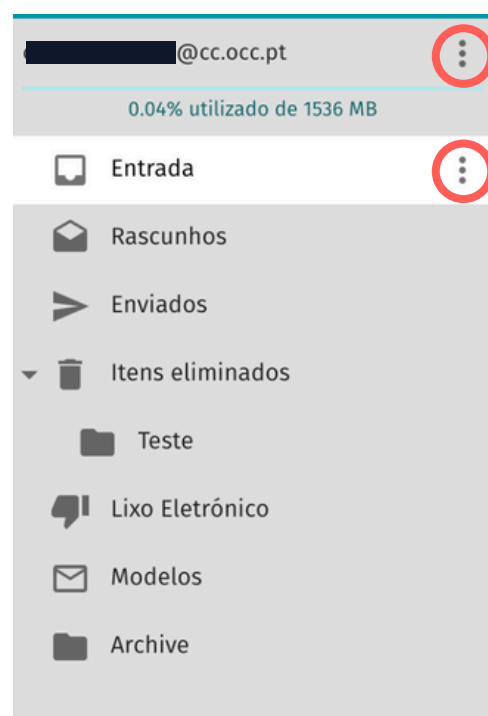 @cc.occ.pt
0.04% utilizado de 1536 MB
Entrada
Rascunhos
Enviados
Itens eliminados
Teste
Lixo Eletrónico
Modelos
Archive